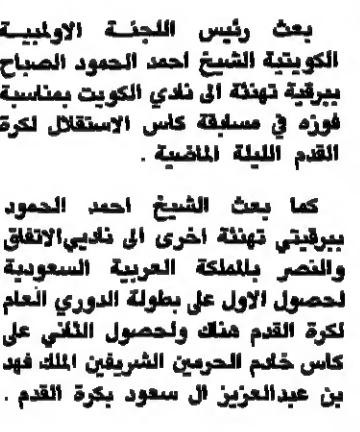 بعث رئيس اللجنة الاولمبية
الكويتية الشيخ احمد الحمود الصباح
ببرقية تهنئة الى نادي الكويت بمناسبة
فوزه في مسابقة كاس الاستقلال لكرة
القدم الليلة الماضية .
كما بعث الشيخ احمد الحمود
ببرقيتي تهنئة اخرى الى ناديي الاتفاق
والنصر بالمملكة العربية السعودية
لحصول الاول على بطولة الدوري العام
لكرة القدم هناك ولحصول الثاني على
كاس خادم الحرمين الشريفين الملك فهد
بن عبدالعزيز ال سعود بكرة القدم .